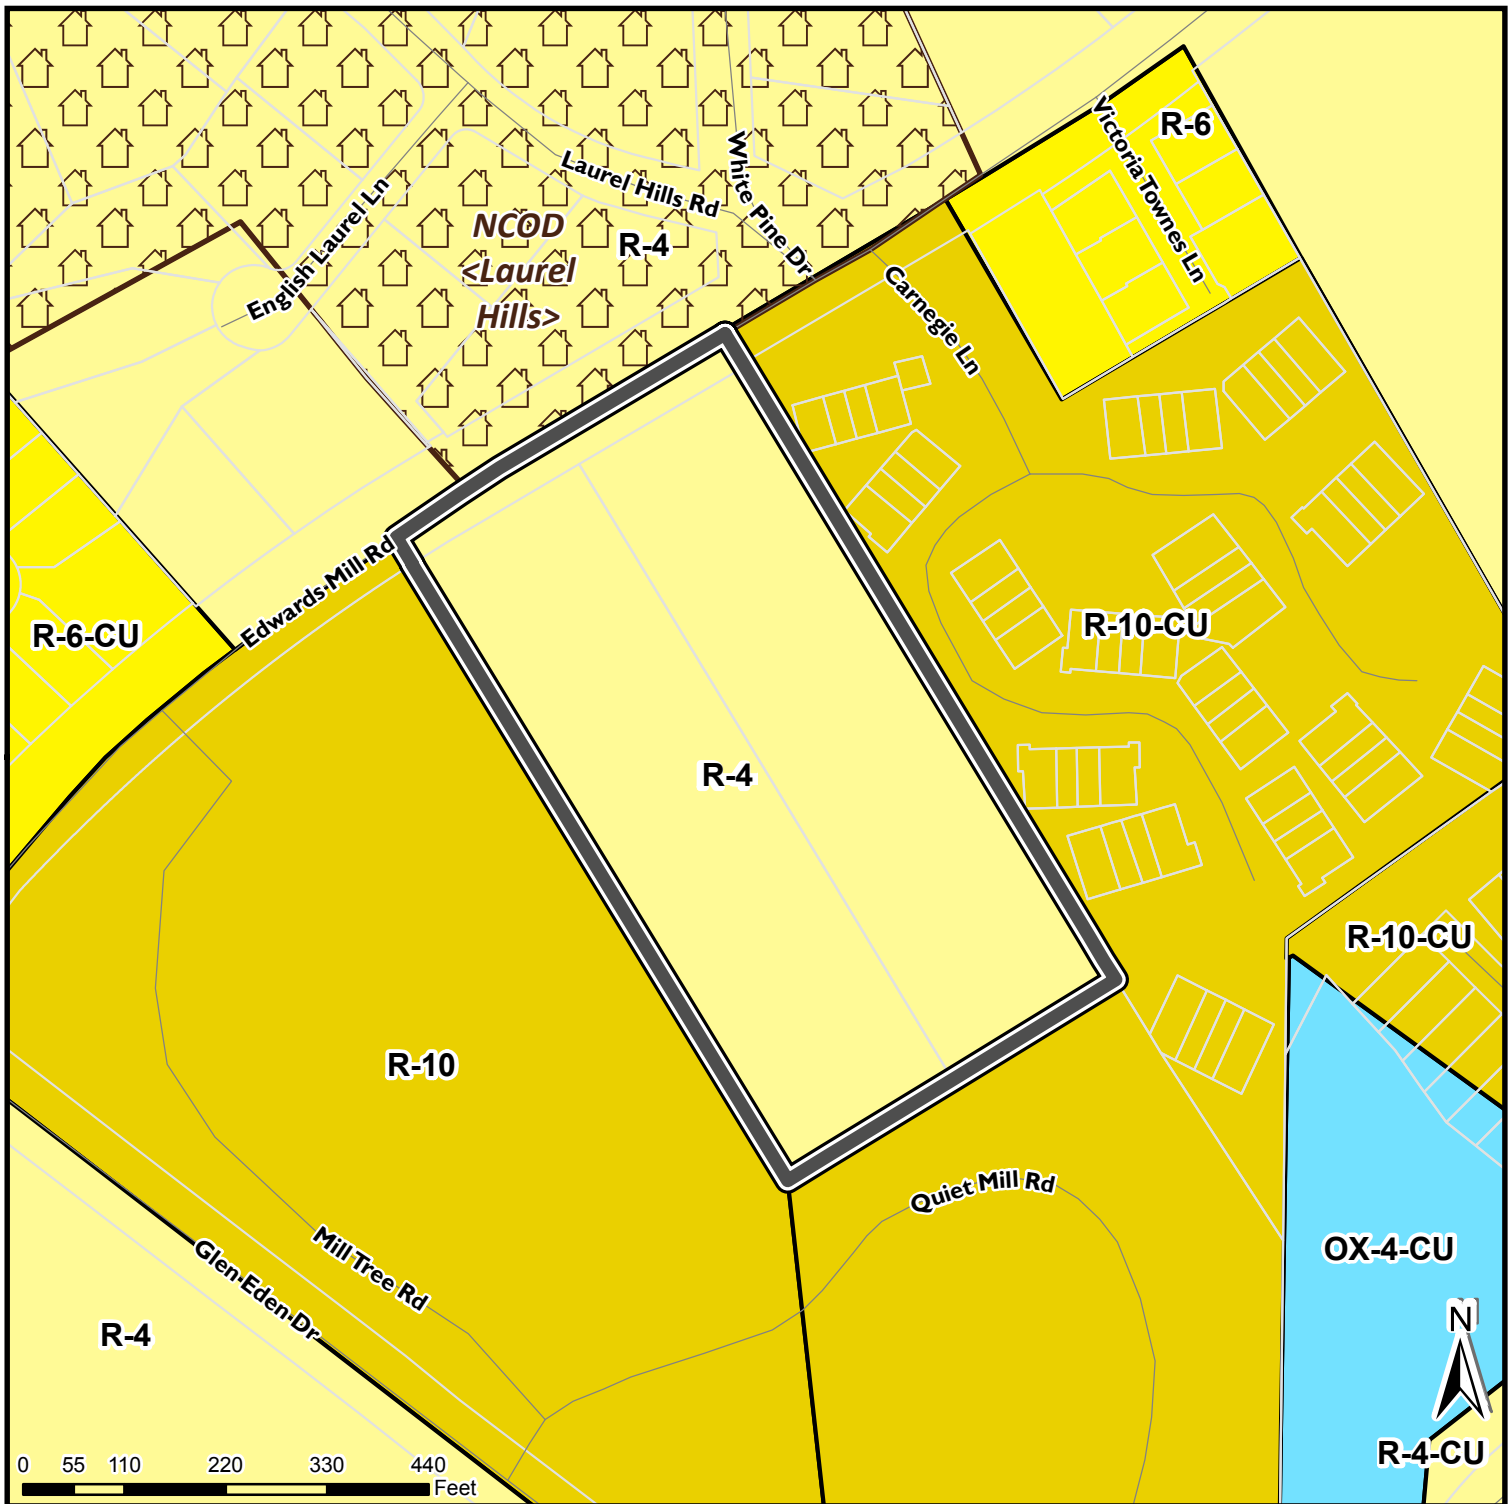 R-6
Victoria Townes Ln
White Pine Dr
Laurel Hills Rd
English Laurel Ln
NCOD
<Laurel
Hills>
R-4
Carnegie Ln
Edwards Mill Rd
R-6-CU
R-10-CU
R-4
R-10-CU
R-10
Quiet Mill Rd
OX-4-CU
Mill Tree Rd
Glen Eden Dr
R-4
N
R-4-CU
0 55 110 220 330 440
Feet